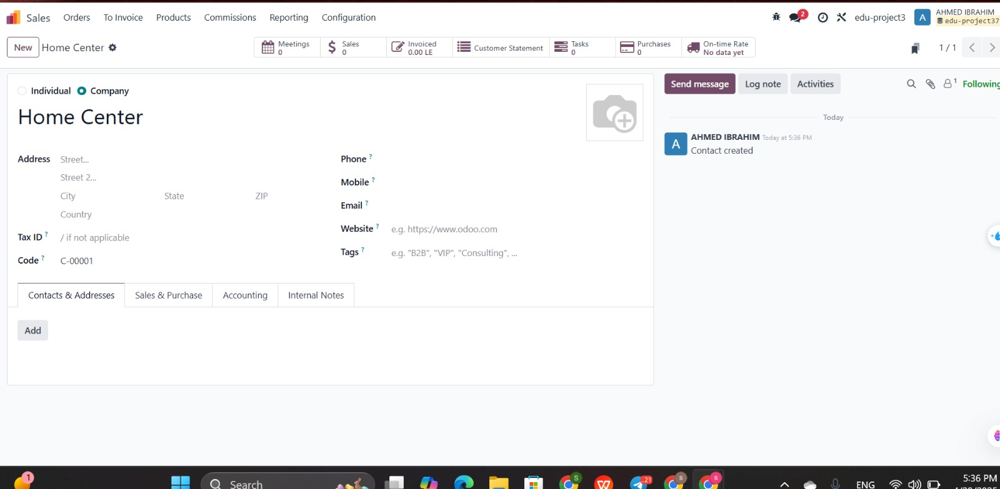 Sales Orders To Invoice Products Commissions Reporting Configuration 2 edu-project3 A AHMED IBRAHIM
edu-project37
New Home Center Meetings 0 Sales 0 Invoiced 0.00 LE Customer Statement Tasks 0 Purchases 0 On-time Rate No data yet 1 / 1
Individual Company
Home Center
Send message Log note Activities 1 Following
Today
A AHMED IBRAHIM Today at 5:36 PM
Contact created
Address Street...
Street 2...
City State ZIP
Country
Tax ID ? / if not applicable
Code ? C-00001
Phone ?
Mobile ?
Email ?
Website ? e.g. https://www.odoo.com
Tags ? e.g. "B2B", "VIP", "Consulting", ...
Contacts & Addresses Sales & Purchase Accounting Internal Notes
Add
1 Search S W 21 s s ENG 5:36 PM